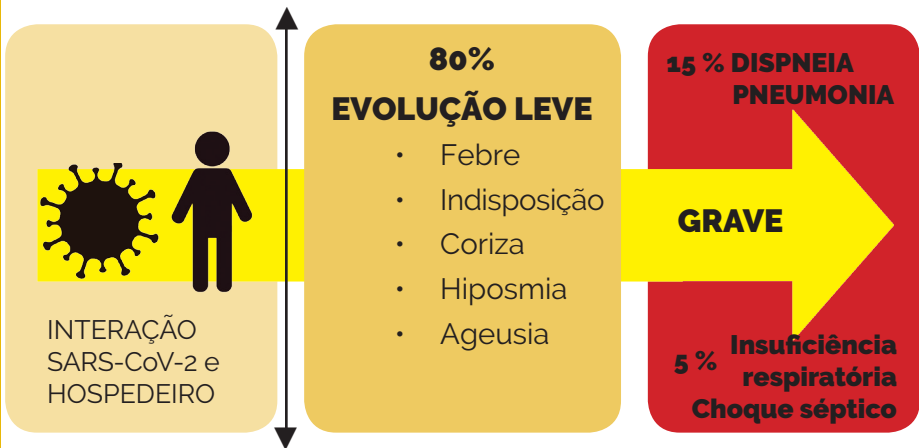 INTERAÇÃO
SARS-CoV-2 e
HOSPEDEIRO
80%
EVOLUÇÃO LEVE
• Febre
• Indisposição
• Coriza
• Hiposmia
• Ageusia
15 % DISPNEIA
PNEUMONIA
GRAVE
5 % Insuficiência
respiratória
Choque séptico